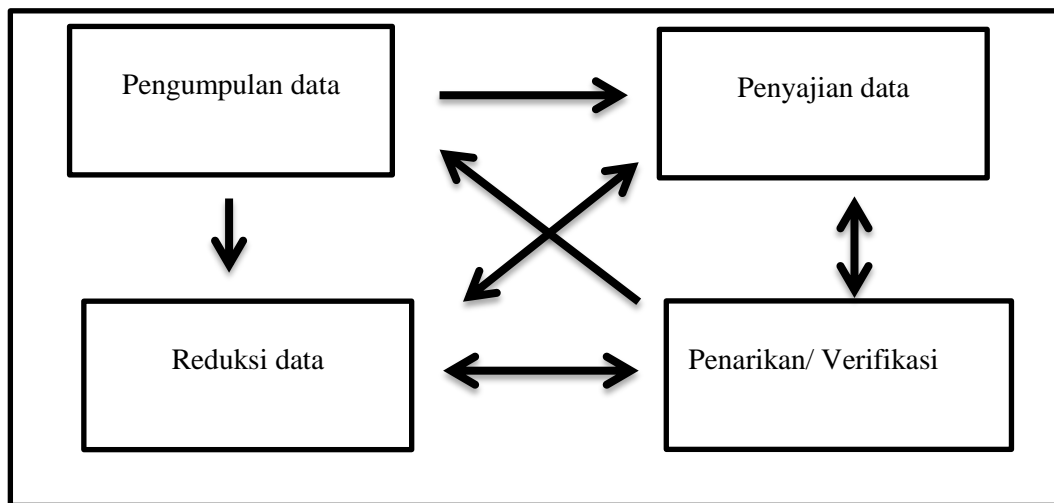 Pengumpulan data
Penyajian data
Reduksi data
Penarikan/ Verifikasi